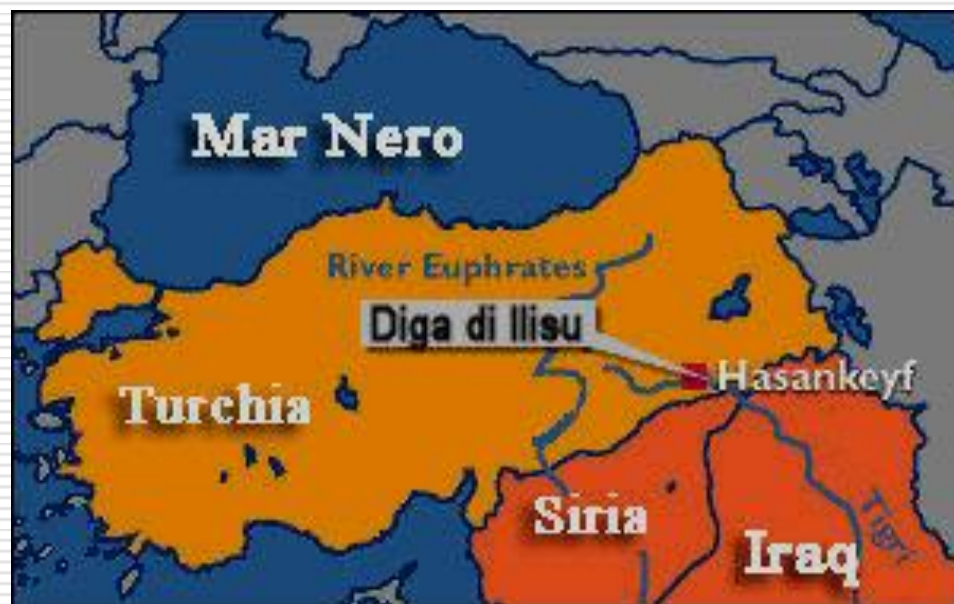 Mar Nero
River Euphrates
Diga di Ilisu
Hasankeyf
Turchia
Siria
Tigri
Iraq